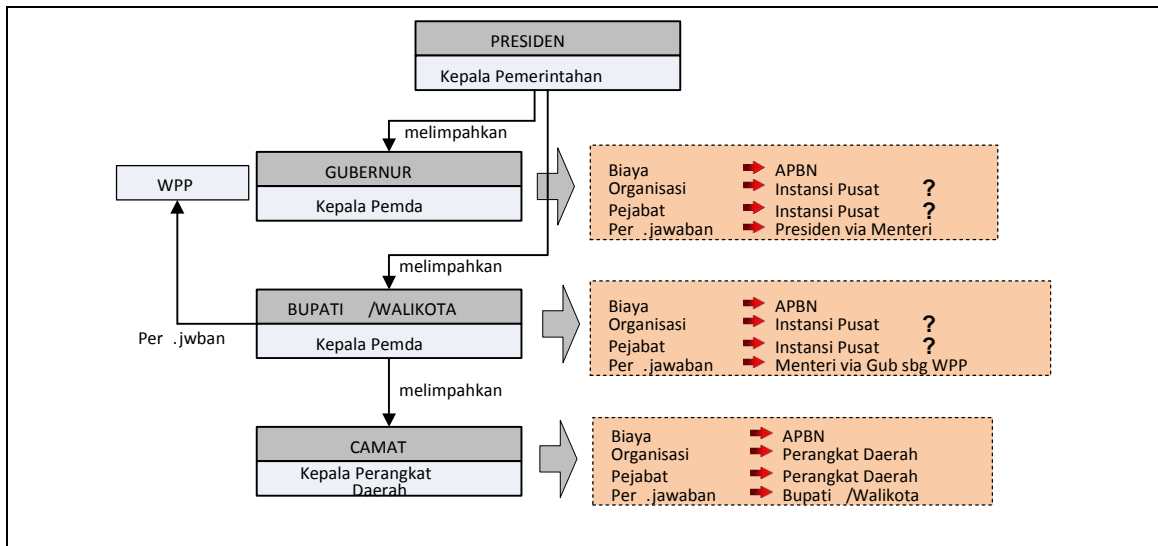 PRESIDEN
Kepala Pemerintahan
melimpahkan
WPP
GUBERNUR
Kepala Pemda
Biaya APBN
Organisasi Instansi Pusat ?
Pejabat Instansi Pusat ?
Per .jawaban Presiden via Menteri
melimpahkan
Per .jwban
BUPATI /WALIKOTA
Kepala Pemda
Biaya APBN
Organisasi Instansi Pusat ?
Pejabat Instansi Pusat ?
Per .jawaban Menteri via Gub sbg WPP
melimpahkan
CAMAT
Kepala Perangkat
Daerah
Biaya APBN
Organisasi Perangkat Daerah
Pejabat Perangkat Daerah
Per .jawaban Bupati /Walikota